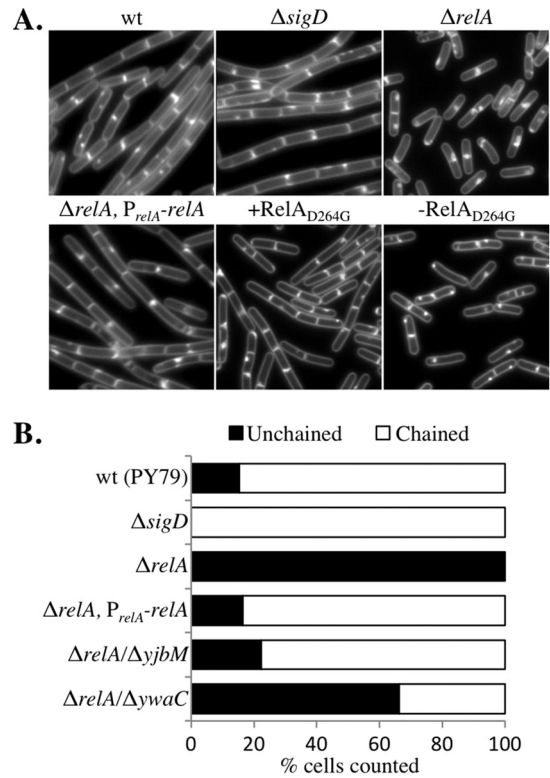 A.
wt ΔsigD ΔrelA
ΔrelA, PrelA-relA +RelAD264G -RelAD264G
B.
Unchained Chained
wt (PY79)
ΔsigD
ΔrelA
ΔrelA, PrelA-relA
ΔrelA/ΔyjbM
ΔrelA/ΔywaC
0 20 40 60 80 100
% cells counted